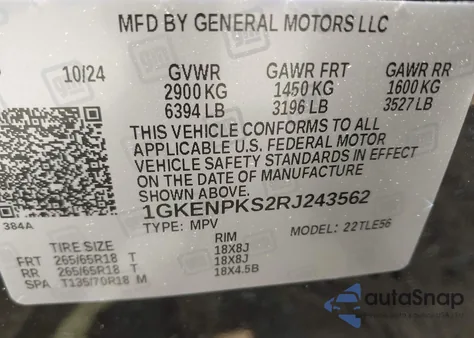 MFD BY GENERAL MOTORS LLC
10/24 GVWR GAWR FRT GAWR RR
2900 KG 1450 KG 1600 KG
6394 LB 3196 LB 3527 LB
THIS VEHICLE CONFORMS TO ALL
APPLICABLE U.S. FEDERAL MOTOR
VEHICLE SAFETY STANDARDS IN EFFECT
ON THE DATE OF MANUFACTURE
SHOWN ABOVE.
384A 1GKENPKS2RJ243562
TYPE: MPV MODEL: 22TLE56
TIRE SIZE RIM
FRT 265/65R18 T 18X8J
RR 265/65R18 T 18X8J
SPA T135/70R18 M 18X4.5B
autoSnap